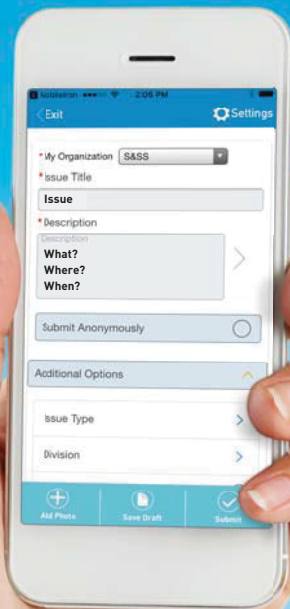 MobileIron 2:06 PM
Exit Settings
* My Organization S&SS
* Issue Title
Issue
* Description
Description
What?
Where?
When?
Submit Anonymously
Additional Options
Issue Type
Division
Add Photo Save Draft Submit